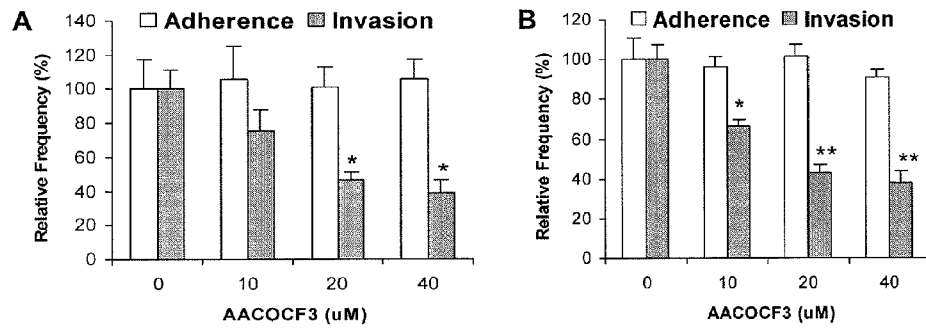 A
Adherence Invasion
Relative Frequency (%)
140
120
100
80
60
40
20
0
*
*
0 10 20 40
AACOCF3 (uM)
B
Adherence Invasion
Relative Frequency (%)
120
100
80
60
40
20
0
*
**
**
0 10 20 40
AACOCF3 (uM)